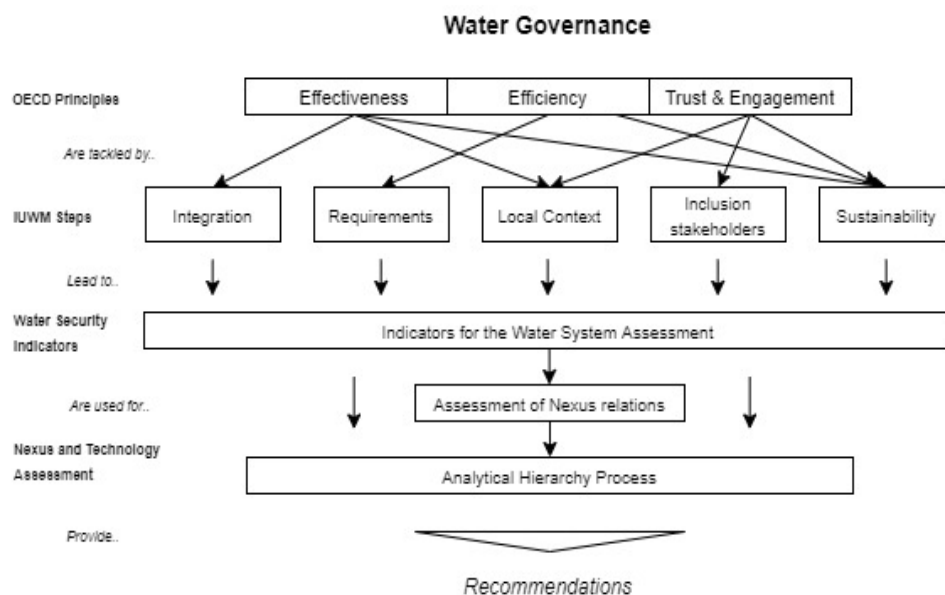 Water Governance
OECD Principles
Effectiveness
Efficiency
Trust & Engagement
Are tackled by..
IUWM Steps
Integration
Requirements
Local Context
Inclusion
stakeholders
Sustainability
Lead to..
Water Security
Indicators
Indicators for the Water System Assessment
Are used for..
Assessment of Nexus relations
Nexus and Technology
Assessment
Analytical Hierarchy Process
Provide..
Recommendations